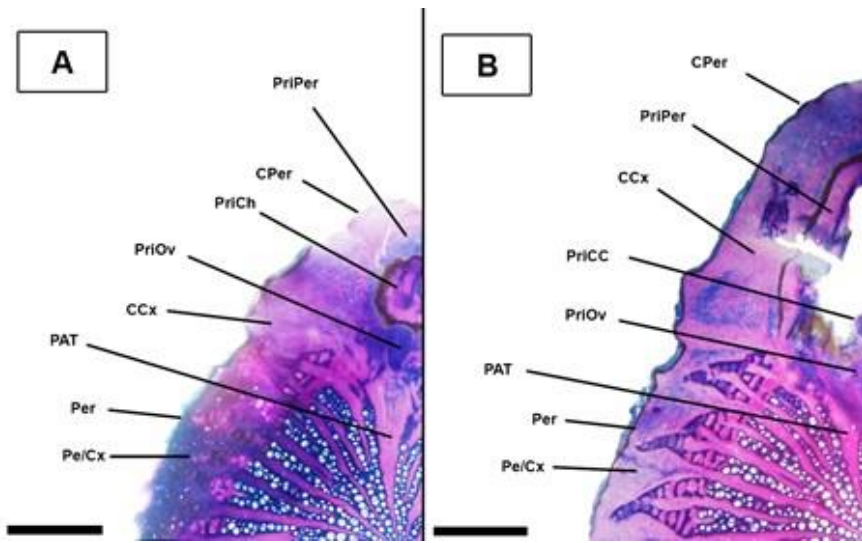 A
PriPer
CPer
PriCh
PriOv
CCx
PAT
Per
Pe/Cx
B
CPer
PriPer
CCx
PriCC
PriOv
PAT
Per
Pe/Cx